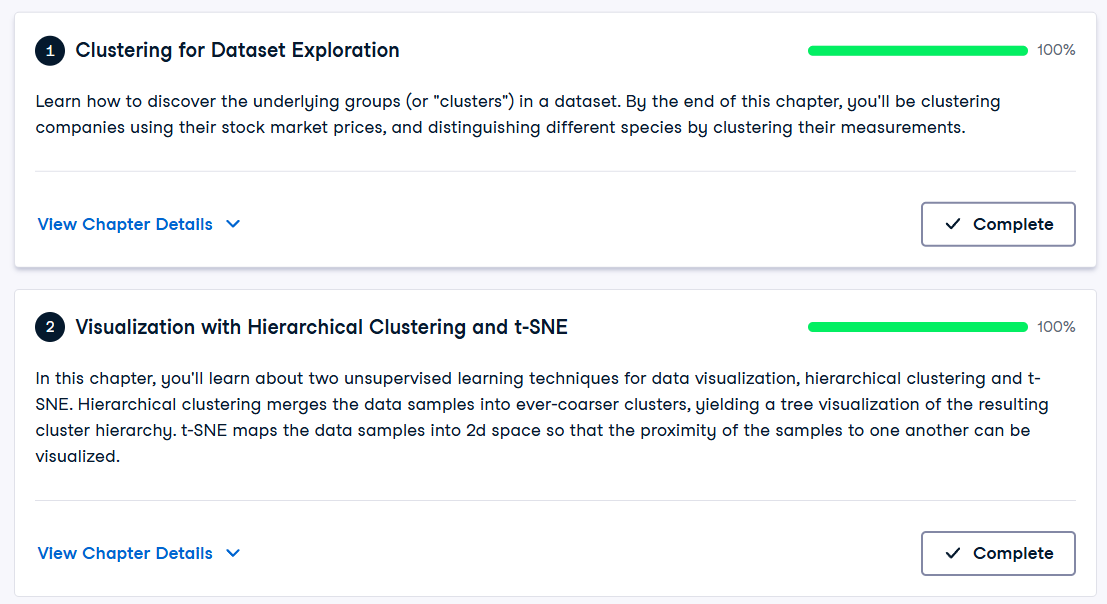 1 Clustering for Dataset Exploration 100%
Learn how to discover the underlying groups (or "clusters") in a dataset. By the end of this chapter, you'll be clustering
companies using their stock market prices, and distinguishing different species by clustering their measurements.
View Chapter Details Complete
2 Visualization with Hierarchical Clustering and t-SNE 100%
In this chapter, you'll learn about two unsupervised learning techniques for data visualization, hierarchical clustering and t-
SNE. Hierarchical clustering merges the data samples into ever-coarser clusters, yielding a tree visualization of the resulting
cluster hierarchy. t-SNE maps the data samples into 2d space so that the proximity of the samples to one another can be
visualized.
View Chapter Details Complete